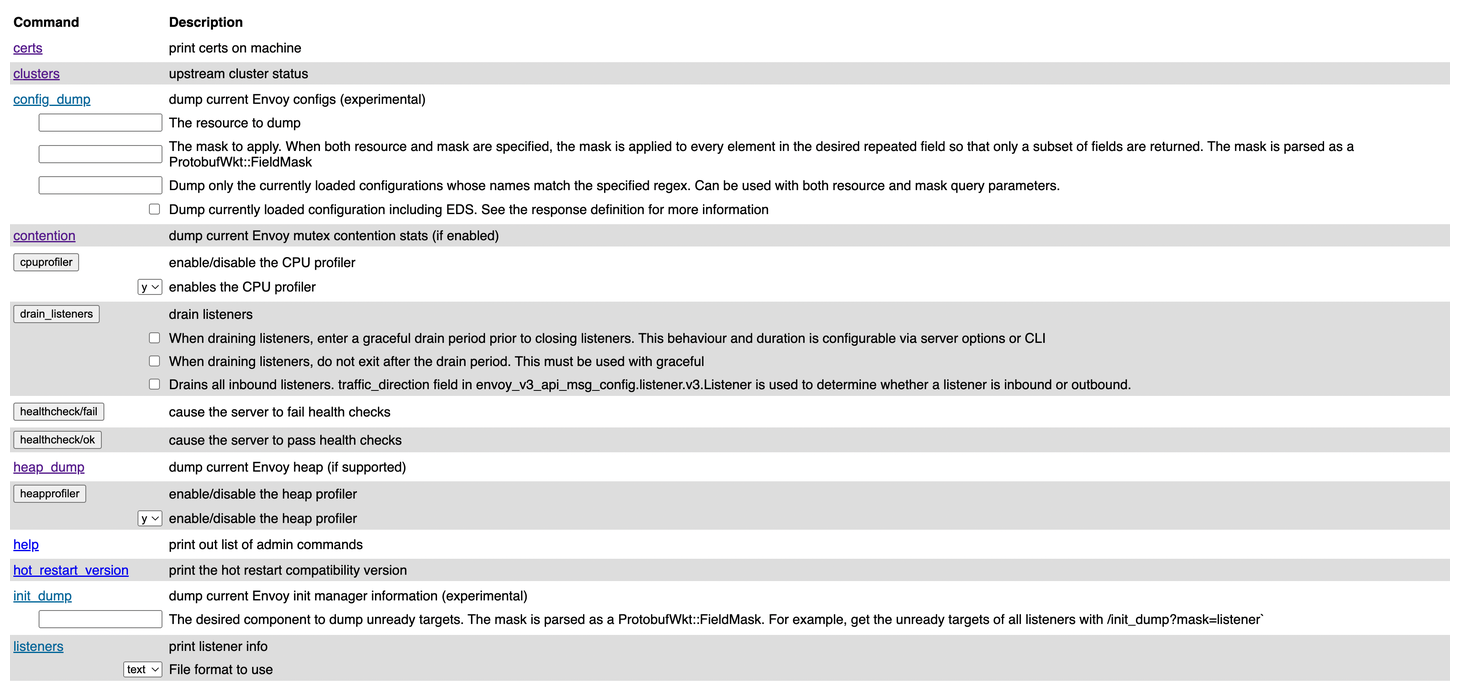 Command Description
certs print certs on machine
clusters upstream cluster status
config_dump dump current Envoy configs (experimental)
The resource to dump
The mask to apply. When both resource and mask are specified, the mask is applied to every element in the desired repeated field so that only a subset of fields are returned. The mask is parsed as a
ProtobufWkt::FieldMask
Dump only the currently loaded configurations whose names match the specified regex. Can be used with both resource and mask query parameters.
Dump currently loaded configuration including EDS. See the response definition for more information
contention dump current Envoy mutex contention stats (if enabled)
cpuprofiler enable/disable the CPU profiler
y enables the CPU profiler
drain_listeners drain listeners
When draining listeners, enter a graceful drain period prior to closing listeners. This behaviour and duration is configurable via server options or CLI
When draining listeners, do not exit after the drain period. This must be used with graceful
Drains all inbound listeners. traffic_direction field in envoy_v3_api_msg_config.listener.v3.Listener is used to determine whether a listener is inbound or outbound.
healthcheck/fail cause the server to fail health checks
healthcheck/ok cause the server to pass health checks
heap_dump dump current Envoy heap (if supported)
heapprofiler enable/disable the heap profiler
y enable/disable the heap profiler
help print out list of admin commands
hot_restart_version print the hot restart compatibility version
init_dump dump current Envoy init manager information (experimental)
The desired component to dump unready targets. The mask is parsed as a ProtobufWkt::FieldMask. For example, get the unready targets of all listeners with /init_dump?mask=listener`
listeners print listener info
text File format to use